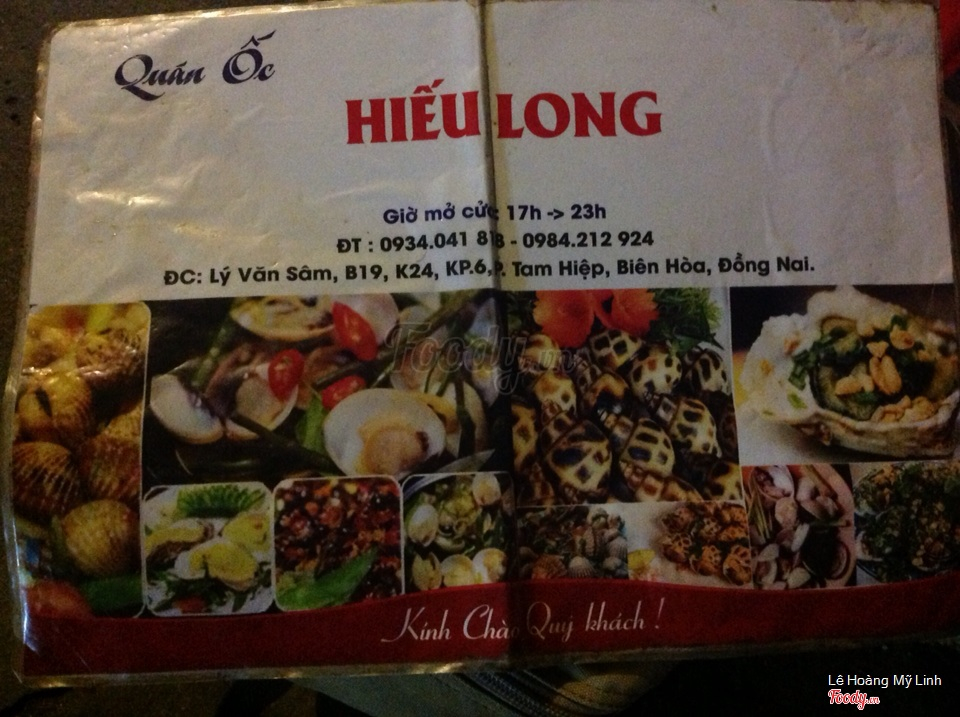 Quán Ốc
HIẾU LONG
Giờ mở cửa 17h -> 23h
ĐT : 0934.041 818 - 0984.212 924
ĐC: Lý Văn Sâm, B19, K24, KP.6, P. Tam Hiệp, Biên Hòa, Đồng Nai.
Foody.vn
Kính Chào Quý khách !
Lê Hoàng Mỹ Linh
Foody.vn